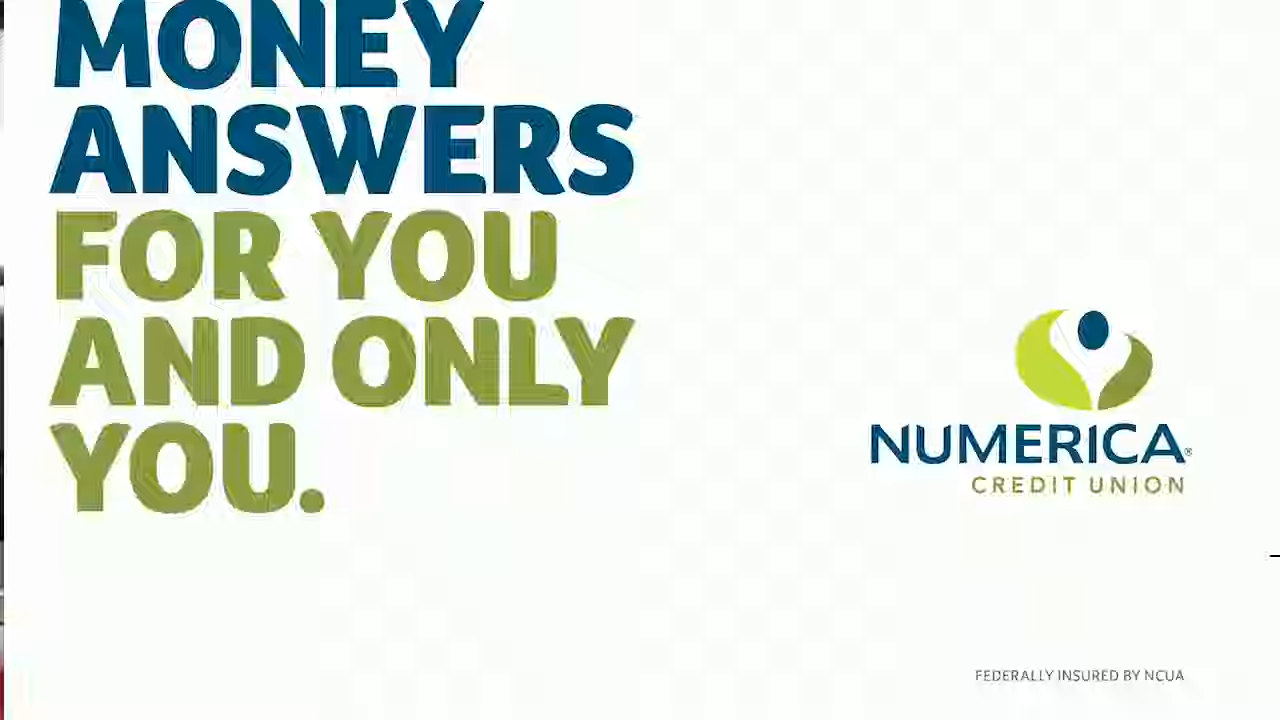 MONEY
ANSWERS
FOR YOU
AND ONLY
YOU.
NUMERICA®
CREDIT UNION
FEDERALLY INSURED BY NCUA